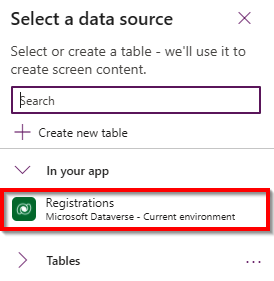 Select a data source
Select or create a table - we'll use it to
create screen content.
Search
Create new table
In your app
Registrations
Microsoft Dataverse - Current environment
Tables